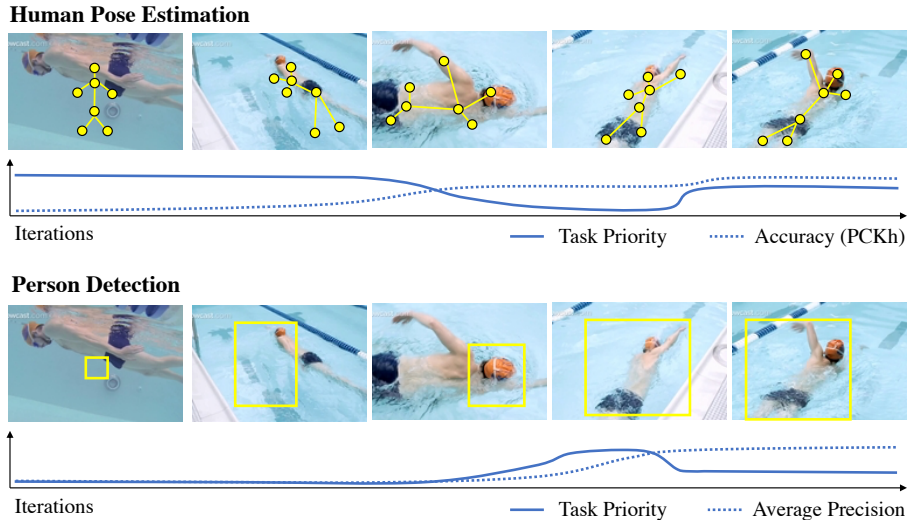 Human Pose Estimation
Iterations
Task Priority
Accuracy (PCKh)
Person Detection
Iterations
Task Priority
Average Precision